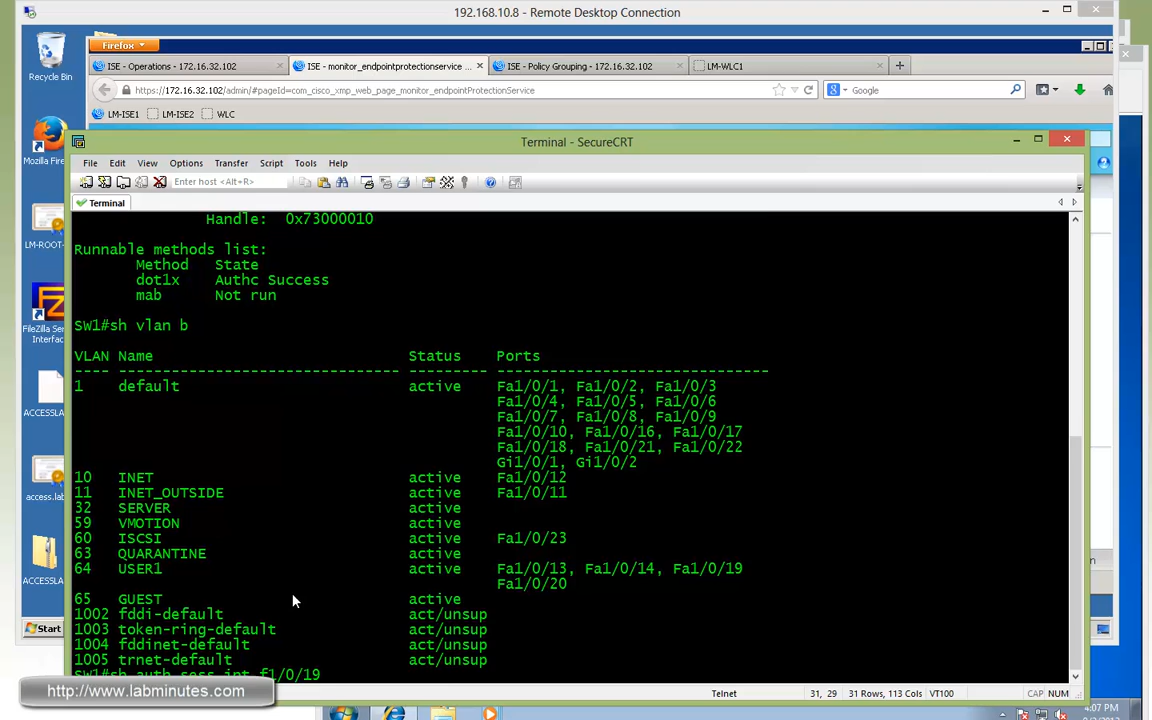 192.168.10.8 - Remote Desktop Connection
Recycle Bin
Firefox
ISE - Operations - 172.16.32.102
ISE - monitor_endpointprotectionservice ...
ISE - Policy Grouping - 172.16.32.102
LM-WLC1
https://172.16.32.102/admin/#pageId=com_cisco_xmp_web_page_monitor_endpointProtectionService
Google
LM-ISE1
LM-ISE2
WLC
Mozilla Fire
LM-ROOT-
FileZilla Ser
Interface
ACCESSLA
access.lab
ACCESSLA
Start
Terminal - SecureCRT
File Edit View Options Transfer Script Tools Help
Enter host <Alt+R>
Terminal
Handle: 0x73000010
Runnable methods list:
Method State
dot1x Authc Success
mab Not run
SW1#sh vlan b
VLAN Name Status Ports
---- -------------------------------- --------- -------------------------------
1 default active Fa1/0/1, Fa1/0/2, Fa1/0/3
Fa1/0/4, Fa1/0/5, Fa1/0/6
Fa1/0/7, Fa1/0/8, Fa1/0/9
Fa1/0/10, Fa1/0/16, Fa1/0/17
Fa1/0/18, Fa1/0/21, Fa1/0/22
Gi1/0/1, Gi1/0/2
10 INET active Fa1/0/12
11 INET_OUTSIDE active Fa1/0/11
32 SERVER active
59 VMOTION active
60 ISCSI active Fa1/0/23
63 QUARANTINE active
64 USER1 active Fa1/0/13, Fa1/0/14, Fa1/0/19
Fa1/0/20
65 GUEST active
1002 fddi-default act/unsup
1003 token-ring-default act/unsup
1004 fddinet-default act/unsup
1005 trnet-default act/unsup
SW1#sh auth sess int f1/0/19
http://www.labminutes.com
Telnet 31, 29 31 Rows, 113 Cols VT100 CAP NUM
4:07 PM